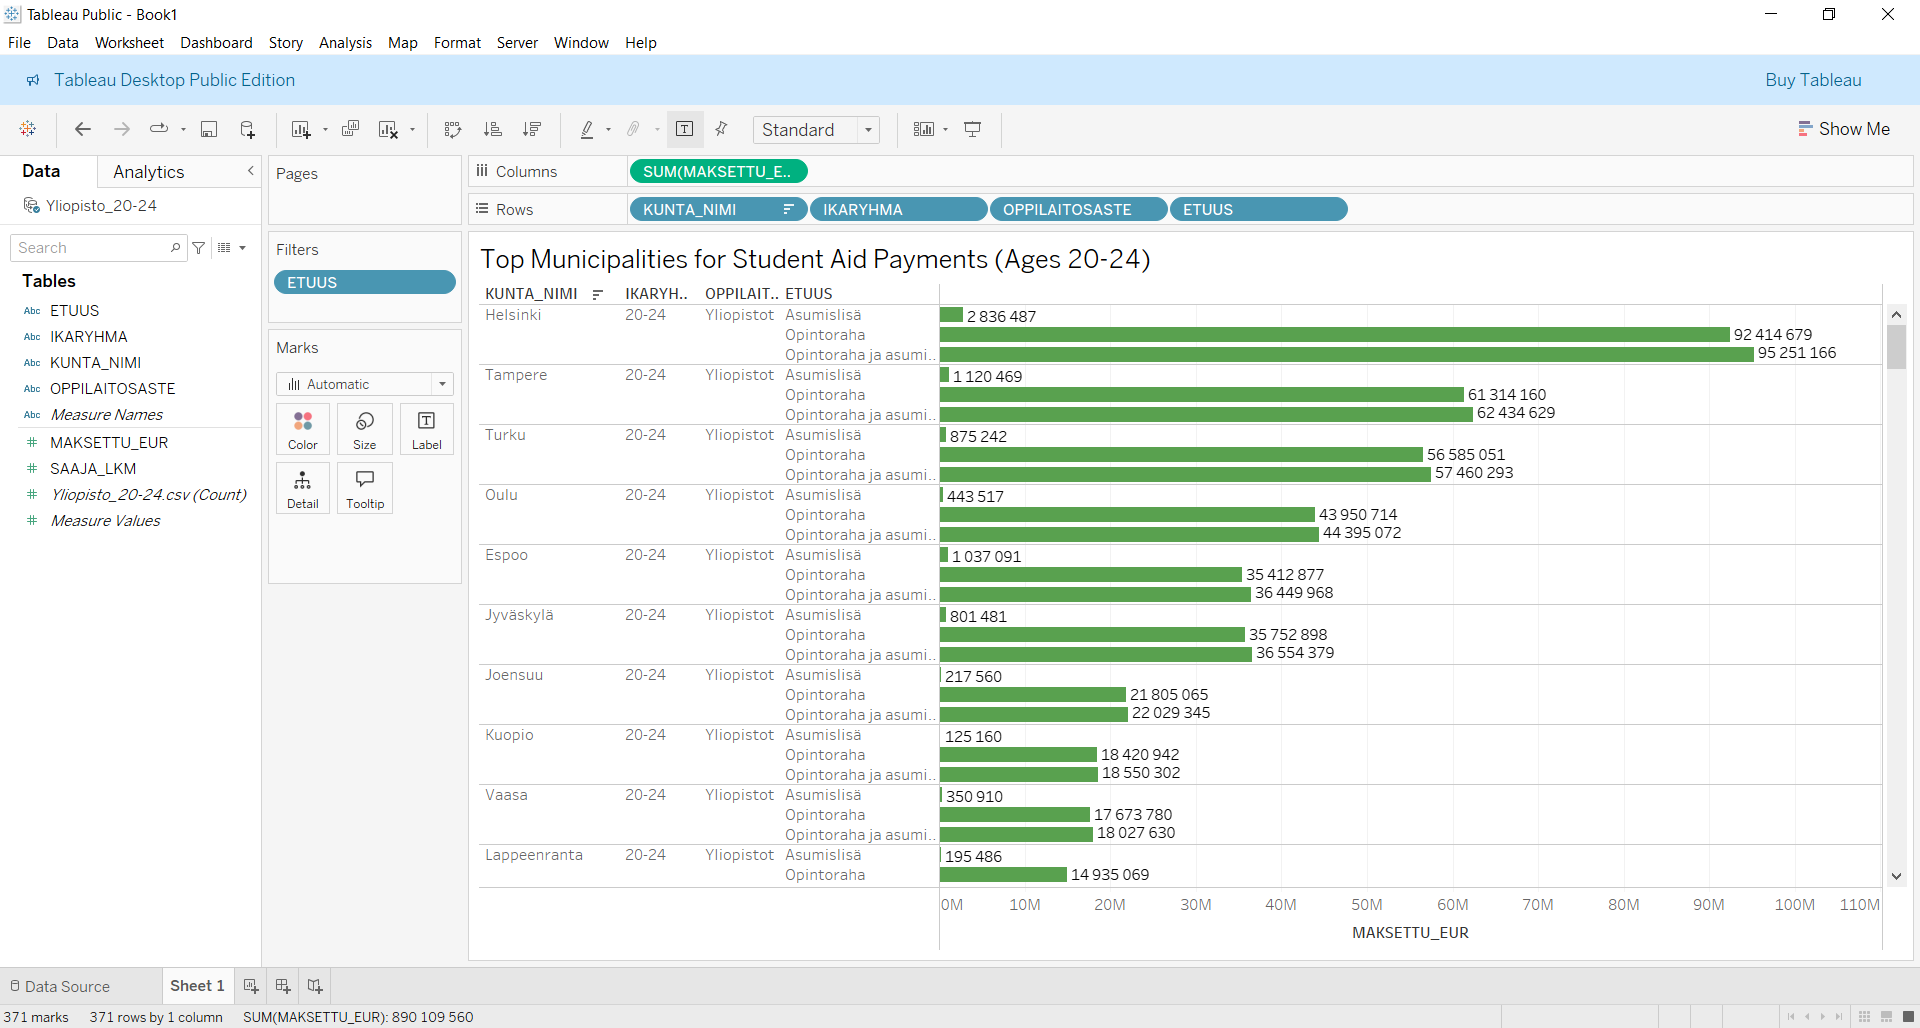 Tableau Public - Book1
File Data Worksheet Dashboard Story Analysis Map Format Server Window Help
Tableau Desktop Public Edition Buy Tableau
Standard Show Me
Data Analytics
Yliopisto_20-24
Search
Tables
Abc ETUUS
Abc IKARYHMA
Abc KUNTA_NIMI
Abc OPPILAITOSASTE
Abc Measure Names
# MAKSETTU_EUR
# SAAJA_LKM
# Yliopisto_20-24.csv (Count)
# Measure Values
Pages
Filters
ETUUS
Marks
Automatic
Color Size Label
Detail Tooltip
Columns SUM(MAKSETTU_E..
Rows KUNTA_NIMI IKARYHMA OPPILAITOSASTE ETUUS
Top Municipalities for Student Aid Payments (Ages 20-24)
KUNTA_NIMI IKARYH.. OPPILAIT.. ETUUS
Helsinki 20-24 Yliopistot Asumislisä 2 836 487
Opintoraha 92 414 679
Opintoraha ja asumi.. 95 251 166
Tampere 20-24 Yliopistot Asumislisä 1 120 469
Opintoraha 61 314 160
Opintoraha ja asumi.. 62 434 629
Turku 20-24 Yliopistot Asumislisä 875 242
Opintoraha 56 585 051
Opintoraha ja asumi.. 57 460 293
Oulu 20-24 Yliopistot Asumislisä 443 517
Opintoraha 43 950 714
Opintoraha ja asumi.. 44 395 072
Espoo 20-24 Yliopistot Asumislisä 1 037 091
Opintoraha 35 412 877
Opintoraha ja asumi.. 36 449 968
Jyväskylä 20-24 Yliopistot Asumislisä 801 481
Opintoraha 35 752 898
Opintoraha ja asumi.. 36 554 379
Joensuu 20-24 Yliopistot Asumislisä 217 560
Opintoraha 21 805 065
Opintoraha ja asumi.. 22 029 345
Kuopio 20-24 Yliopistot Asumislisä 125 160
Opintoraha 18 420 942
Opintoraha ja asumi.. 18 550 302
Vaasa 20-24 Yliopistot Asumislisä 350 910
Opintoraha 17 673 780
Opintoraha ja asumi.. 18 027 630
Lappeenranta 20-24 Yliopistot Asumislisä 195 486
Opintoraha 14 935 069
0M 10M 20M 30M 40M 50M 60M 70M 80M 90M 100M 110M
MAKSETTU_EUR
Data Source Sheet 1
371 marks 371 rows by 1 column SUM(MAKSETTU_EUR): 890 109 560